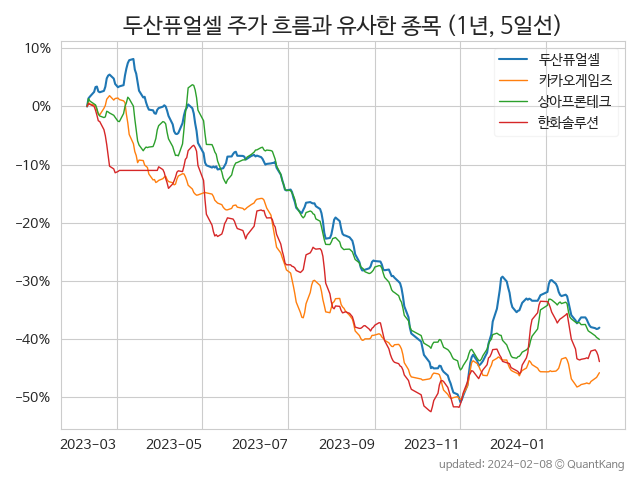 두산퓨얼셀 주가 흐름과 유사한 종목 (1년, 5일선)
10%
0%
−10%
−20%
−30%
−40%
−50%
두산퓨얼셀
카카오게임즈
상아프론테크
한화솔루션
2023-03
2023-05
2023-07
2023-09
2023-11
2024-01
updated: 2024-02-08 © QuantKang